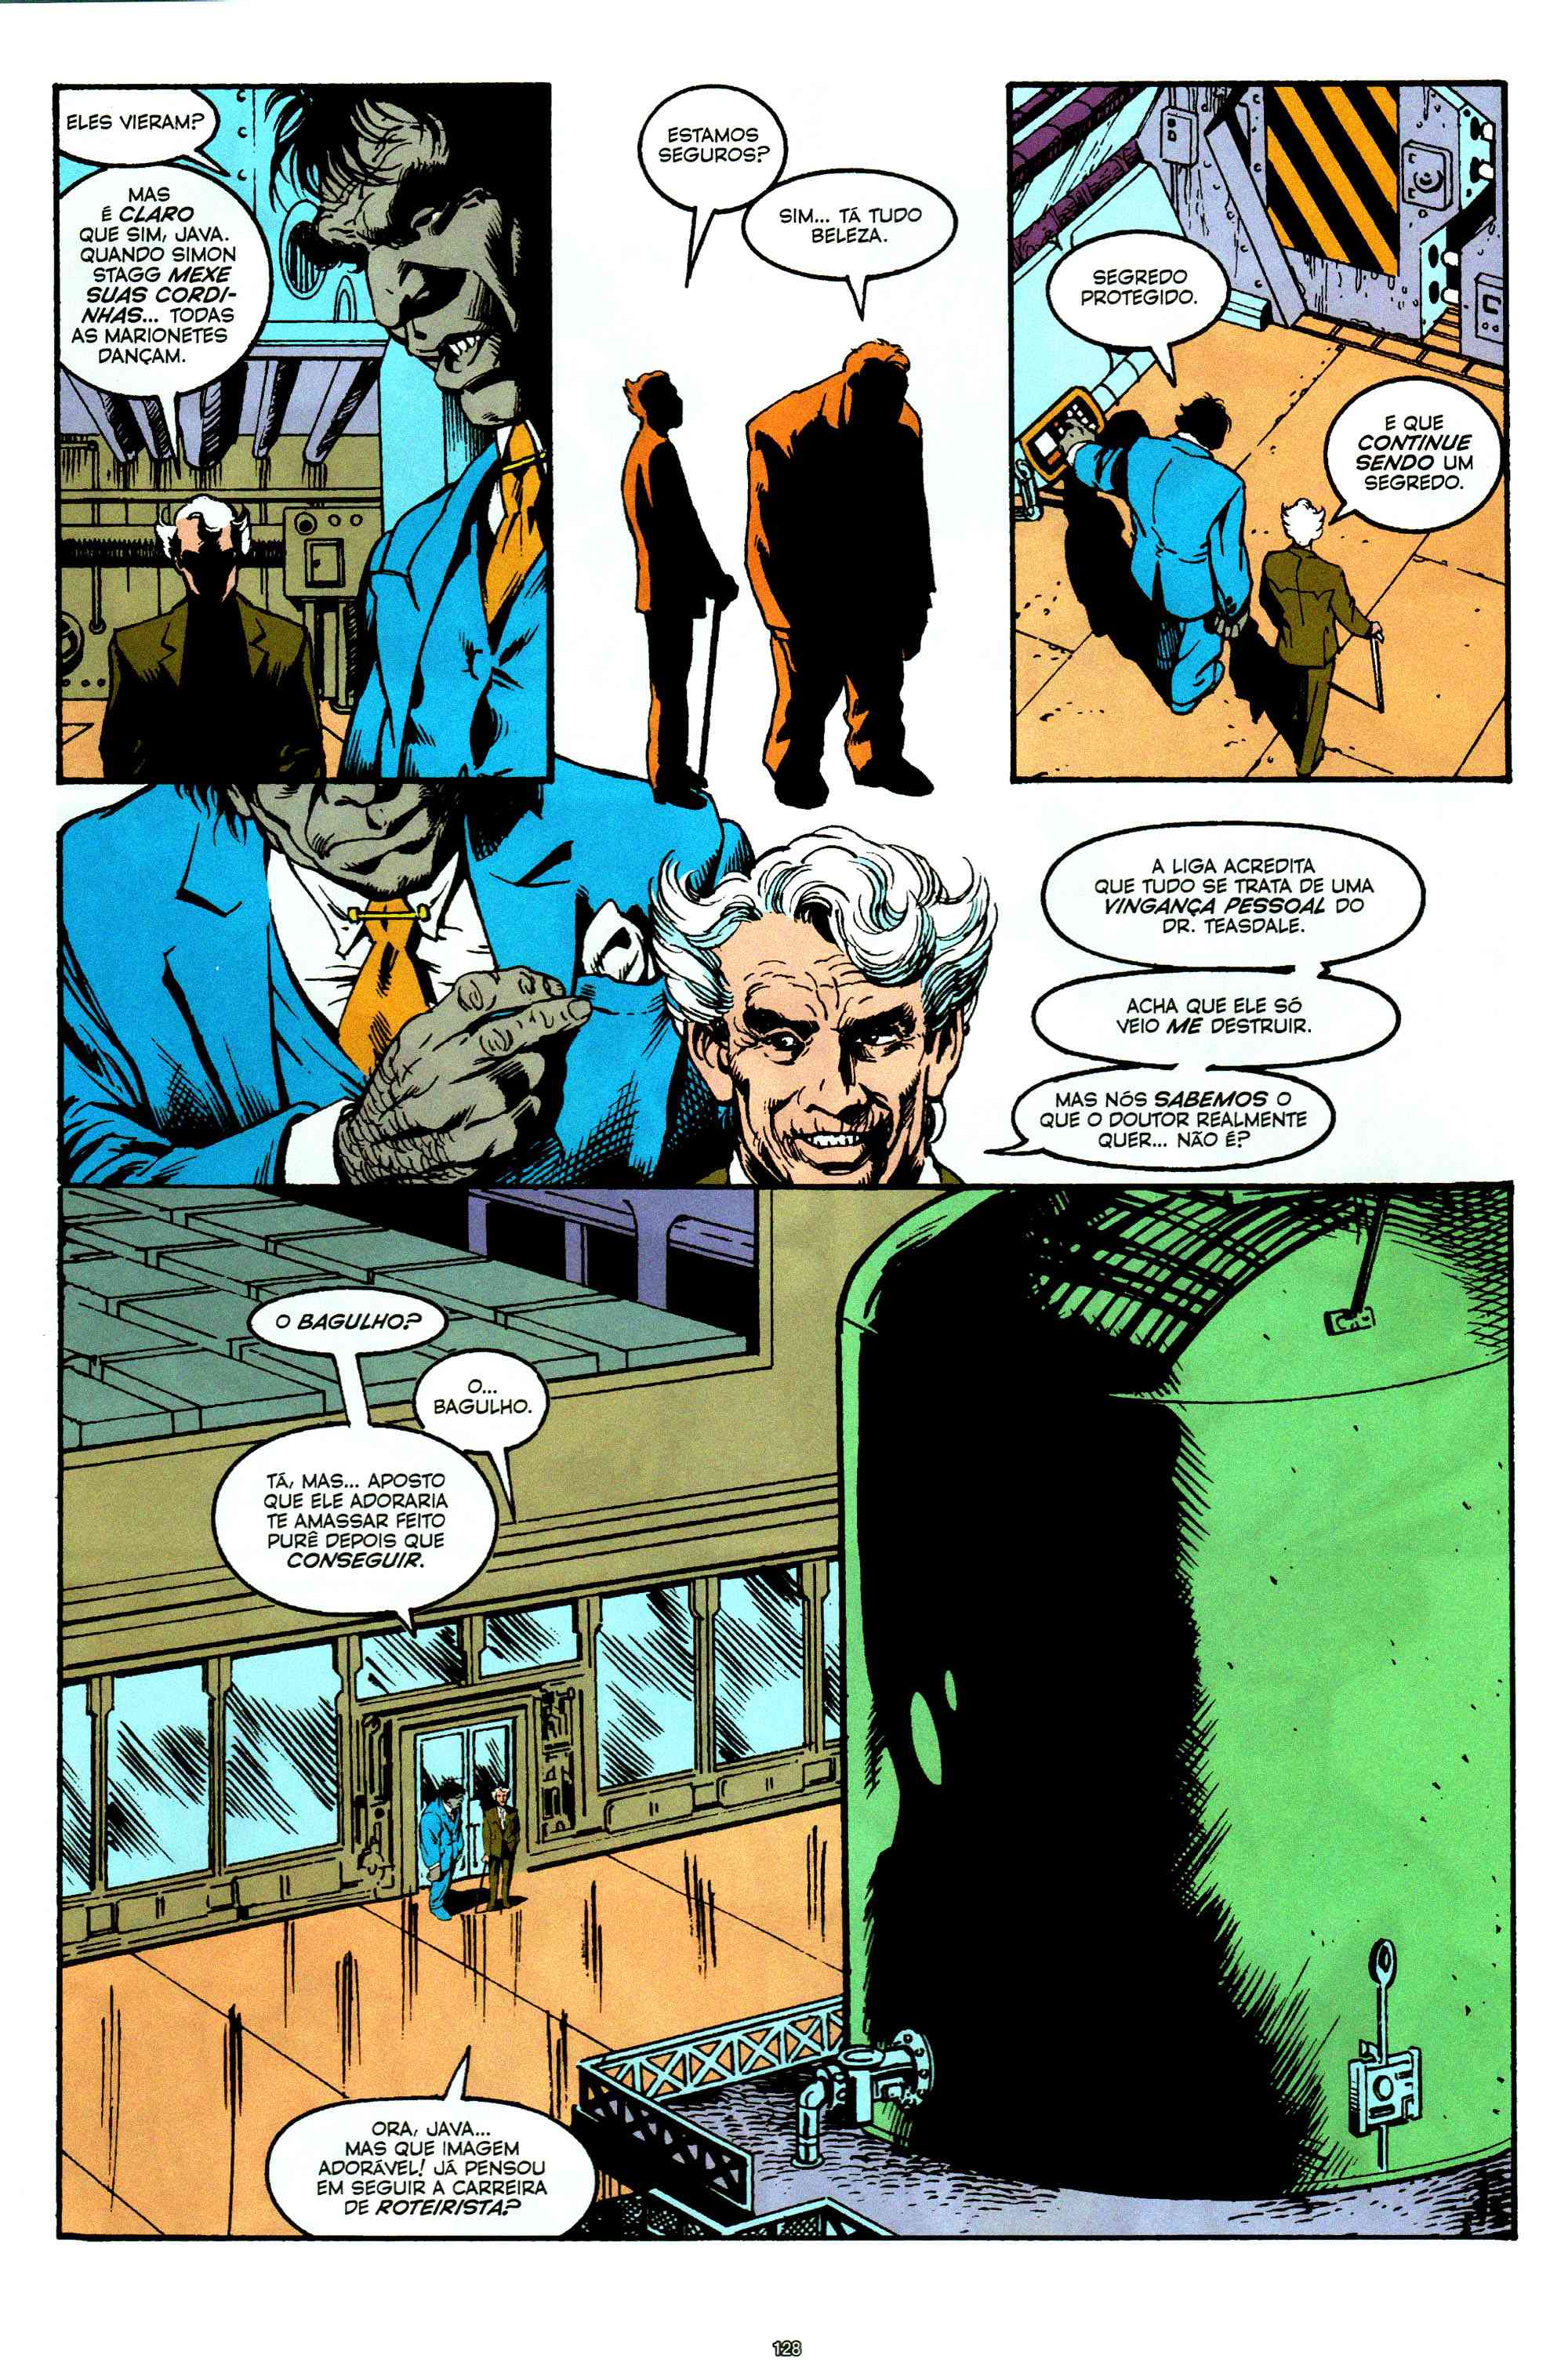 ELES VIERAM?
MAS
É CLARO
QUE SIM, JAVA.
QUANDO SIMON
STAGG MEXE
SUAS CORDI-
NHAS... TODAS
AS MARIONETES
DANÇAM.
ESTAMOS
SEGUROS?
SIM... TÁ TUDO
BELEZA.
SEGREDO
PROTEGIDO.
E QUE
CONTINUE
SENDO UM
SEGREDO.
A LIGA ACREDITA
QUE TUDO SE TRATA DE UMA
VINGANÇA PESSOAL DO
DR. TEASDALE.
ACHA QUE ELE SÓ
VEIO ME DESTRUIR.
MAS NÓS SABEMOS O
QUE O DOUTOR REALMENTE
QUER... NÃO É?
O BAGULHO?
O...
BAGULHO.
TÁ, MAS... APOSTO
QUE ELE ADORARIA
TE AMASSAR FEITO
PURÊ DEPOIS QUE
CONSEGUIR.
ORA, JAVA...
MAS QUE IMAGEM
ADORÁVEL! JÁ PENSOU
EM SEGUIR A CARREIRA
DE ROTEIRISTA?
128